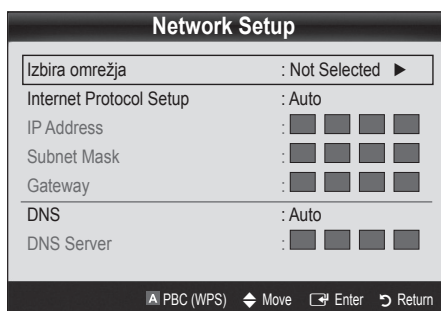 Network Setup
Izbira omrežja : Not Selected ►
Internet Protocol Setup : Auto
IP Address :
Subnet Mask :
Gateway :
DNS : Auto
DNS Server :
A PBC (WPS) Move Enter Return